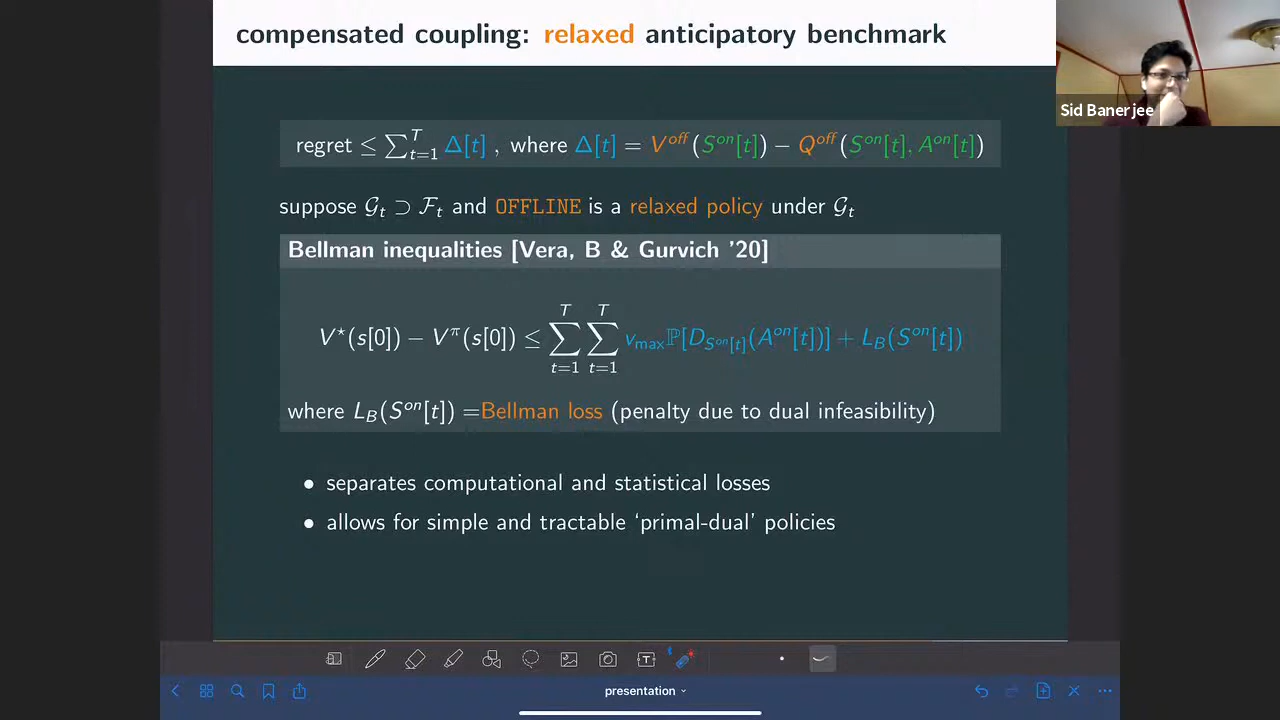 compensated coupling: relaxed anticipatory benchmark
Sid Banerjee
regret ≤ ∑_{t=1}^{T} Δ[t] , where Δ[t] = V^{off}(S^{on}[t]) − Q^{off}(S^{on}[t], A^{on}[t])
suppose 𝒢_t ⊃ ℱ_t and OFFLINE is a relaxed policy under 𝒢_t
Bellman inequalities [Vera, B & Gurvich '20]
V^⋆(s[0]) − V^π(s[0]) ≤ ∑_{t=1}^{T} ∑_{t=1}^{T} v_{max}ℙ[D_{S^{on}[t]}(A^{on}[t])] + L_B(S^{on}[t])
where L_B(S^{on}[t]) =Bellman loss (penalty due to dual infeasibility)
• separates computational and statistical losses
• allows for simple and tractable ‘primal-dual’ policies
T
presentation